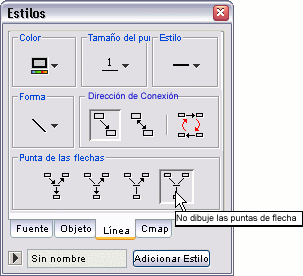 Estilos
Color
Tamaño del pu
Estilo
1
Forma
Dirección de Conexión
Punta de las flechas
No dibuje las puntas de flecha
Fuente
Objeto
Línea
Cmap
Sin nombre
Adicionar Estilo